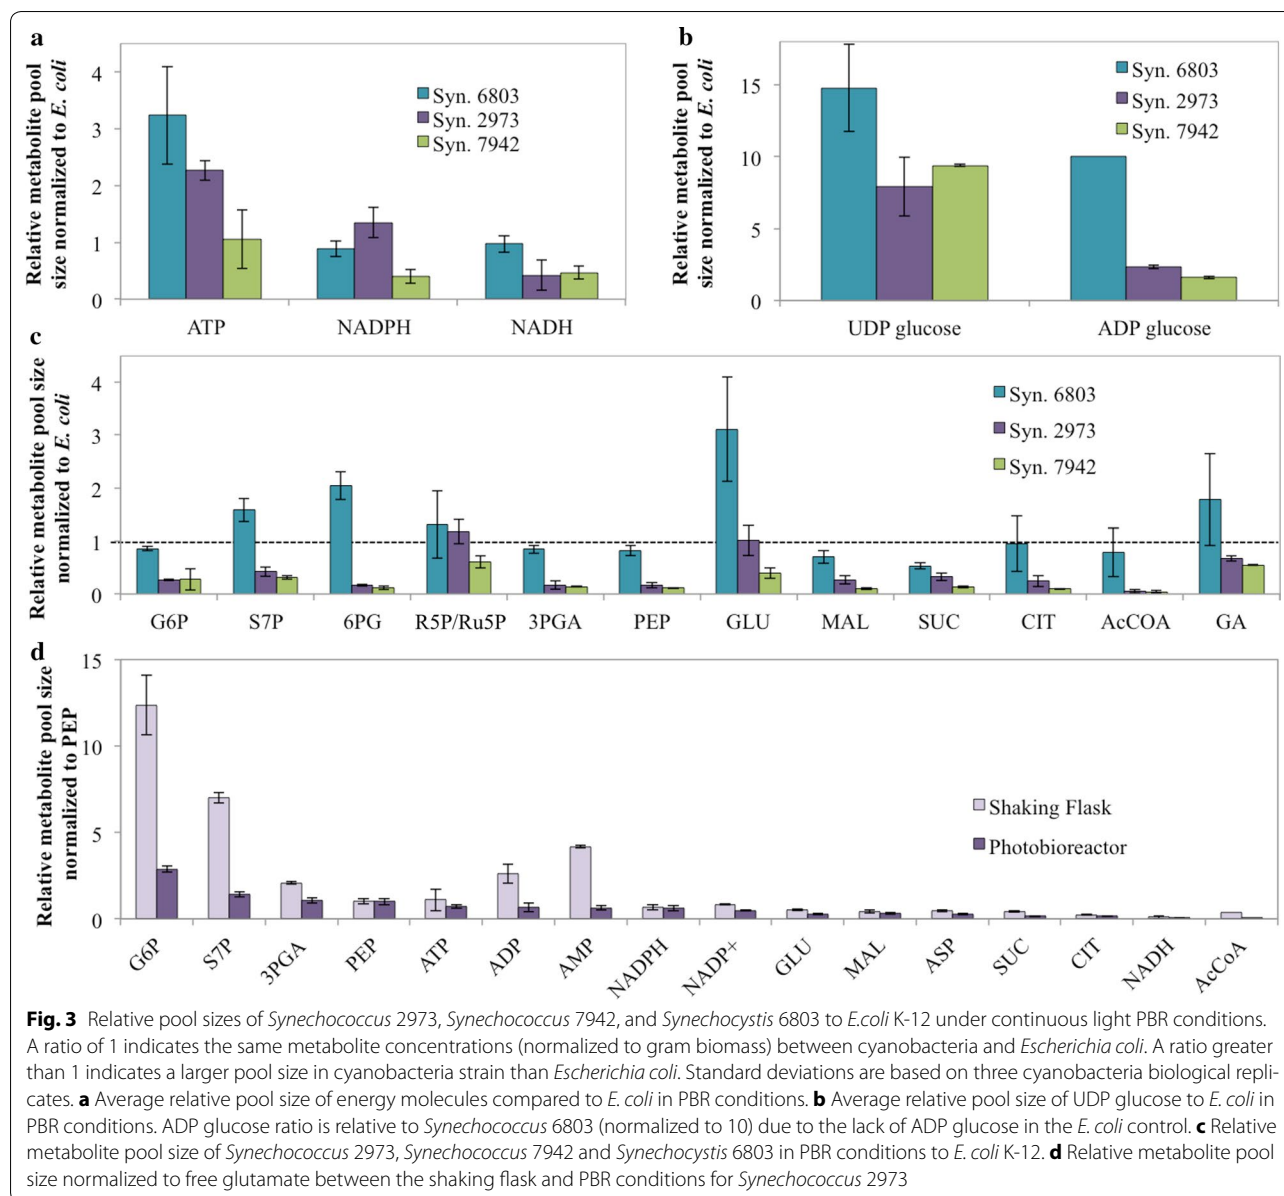 a
Relative metabolite pool
size normalized to E. coli
4
3
2
1
0
Syn. 6803
Syn. 2973
Syn. 7942
ATP NADPH NADH
b
Relative metabolite pool
size normalized to E. coli
15
10
5
0
Syn. 6803
Syn. 2973
Syn. 7942
UDP glucose ADP glucose
c
Relative metabolite pool size
normalized to E. coli
4
3
2
1
0
Syn. 6803
Syn. 2973
Syn. 7942
G6P S7P 6PG R5P/Ru5P 3PGA PEP GLU MAL SUC CIT AcCOA GA
d
Relative metabolite pool size
normalized to PEP
15
10
5
0
Shaking Flask
Photobioreactor
G6P S7P 3PGA PEP ATP ADP AMP NADPH NADP+ GLU MAL ASP SUC CIT NADH AcCoA
Fig. 3 Relative pool sizes of Synechococcus 2973, Synechococcus 7942, and Synechocystis 6803 to E.coli K-12 under continuous light PBR conditions.
A ratio of 1 indicates the same metabolite concentrations (normalized to gram biomass) between cyanobacteria and Escherichia coli. A ratio greater
than 1 indicates a larger pool size in cyanobacteria strain than Escherichia coli. Standard deviations are based on three cyanobacteria biological repli-
cates. a Average relative pool size of energy molecules compared to E. coli in PBR conditions. b Average relative pool size of UDP glucose to E. coli in
PBR conditions. ADP glucose ratio is relative to Synechococcus 6803 (normalized to 10) due to the lack of ADP glucose in the E. coli control. c Relative
metabolite pool size of Synechococcus 2973, Synechococcus 7942 and Synechocystis 6803 in PBR conditions to E. coli K-12. d Relative metabolite pool
size normalized to free glutamate between the shaking flask and PBR conditions for Synechococcus 2973